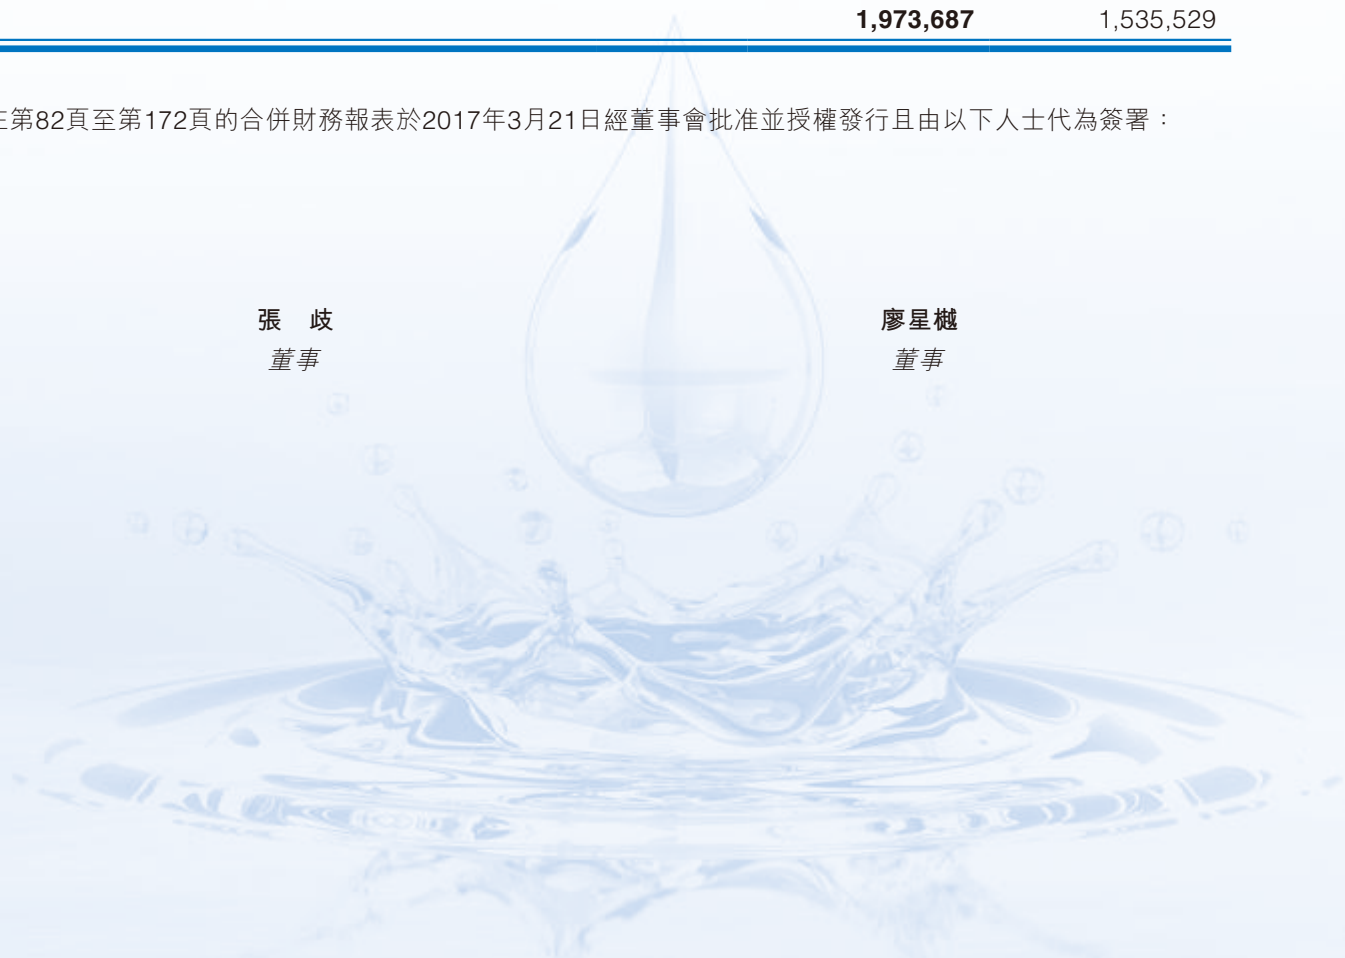 1,973,687 1,535,529
第82頁至第172頁的合併財務報表於2017年3月21日經董事會批准並授權發行且由以下人士代為簽署：
張　歧 廖星樾
董事 董事